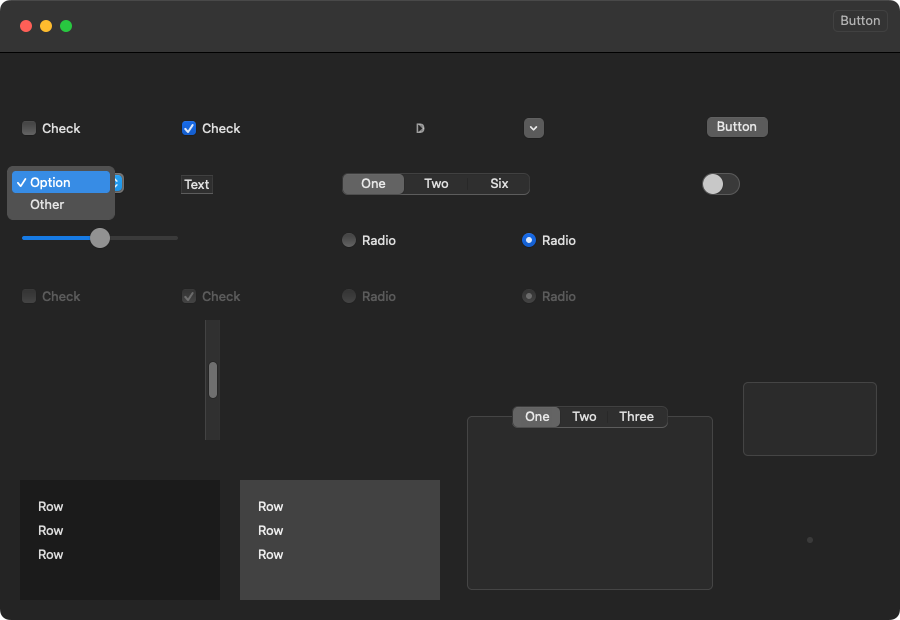 Button
Check
Check
D
Button
Option
Other
Text
One
Two
Six
Radio
Radio
Check
Check
Radio
Radio
One
Two
Three
Row
Row
Row
Row
Row
Row